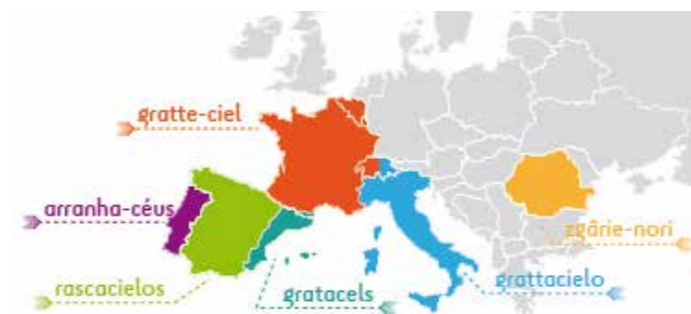 gratte-ciel
arranha-céus
zgârie-nori
rascacielos
gratacels
grattacielo